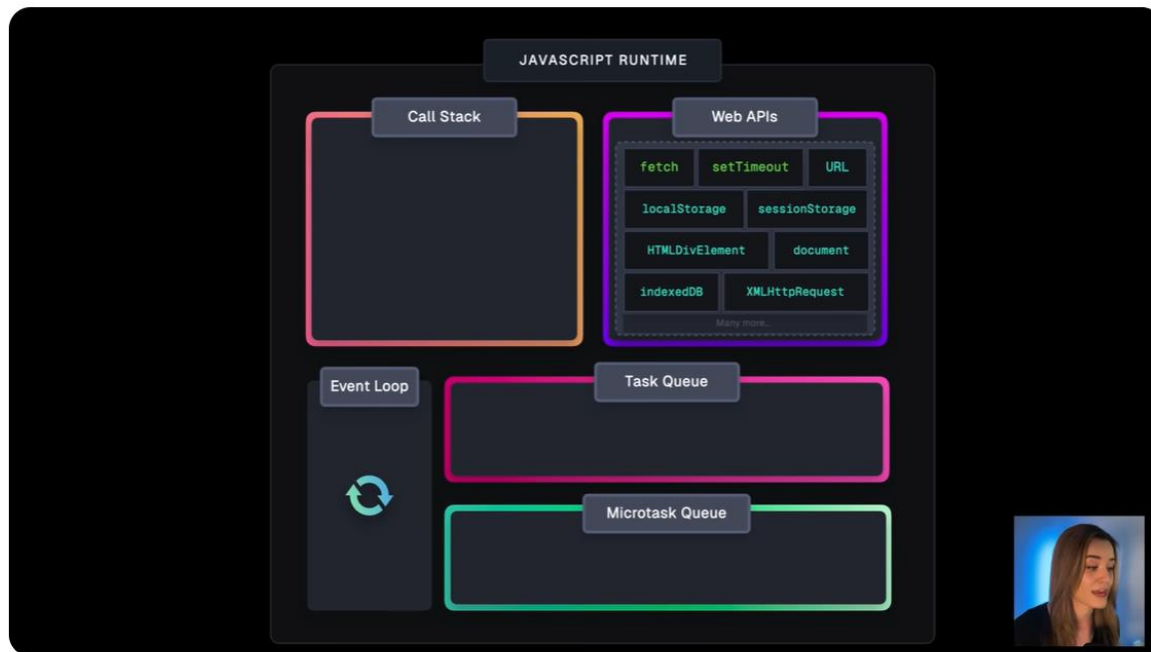 JAVASCRIPT RUNTIME
Call Stack
Web APIs
fetch setTimeout URL
localStorage sessionStorage
HTMLDivElement document
indexedDB XMLHttpRequest
Many more..
Event Loop
Task Queue
Microtask Queue